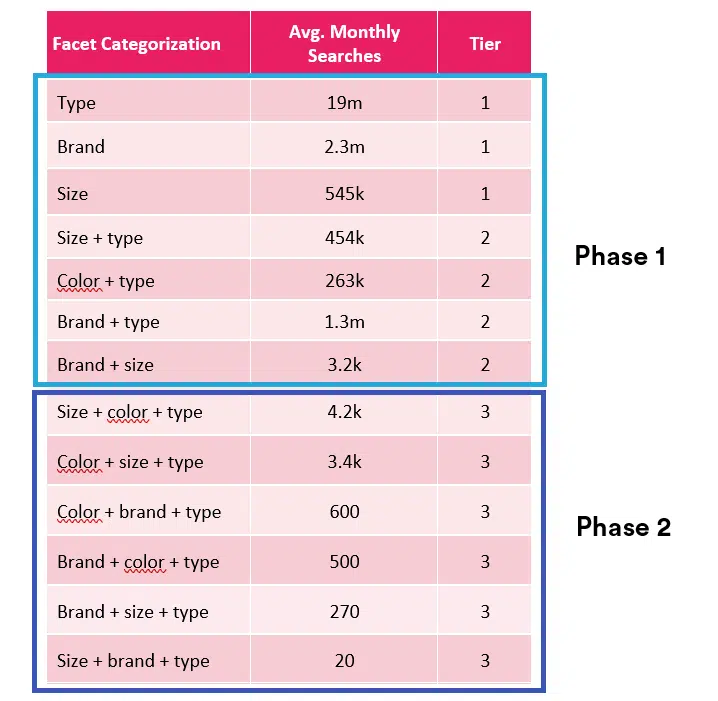 Facet Categorization Avg. Monthly Searches Tier
Type 19m 1
Brand 2.3m 1
Size 545k 1
Size + type 454k 2
Phase 1
Color + type 263k 2
Brand + type 1.3m 2
Brand + size 3.2k 2
Size + color + type 4.2k 3
Color + size + type 3.4k 3
Color + brand + type 600 3
Phase 2
Brand + color + type 500 3
Brand + size + type 270 3
Size + brand + type 20 3